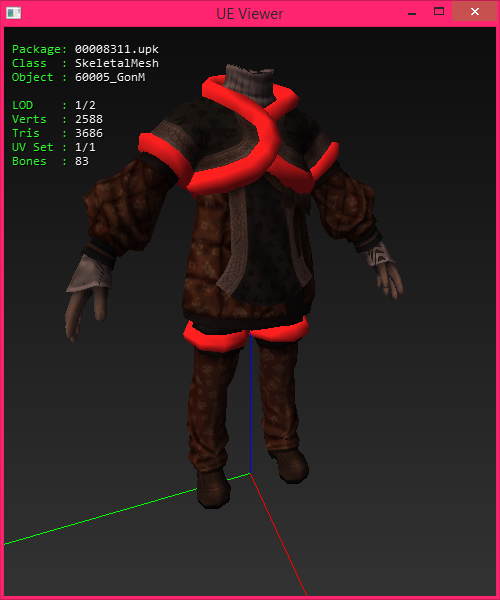 UE Viewer
Package: 00008311.upk
Class  : SkeletalMesh
Object : 60005_GonM
LOD    : 1/2
Verts  : 2588
Tris   : 3686
UV Set : 1/1
Bones  : 83